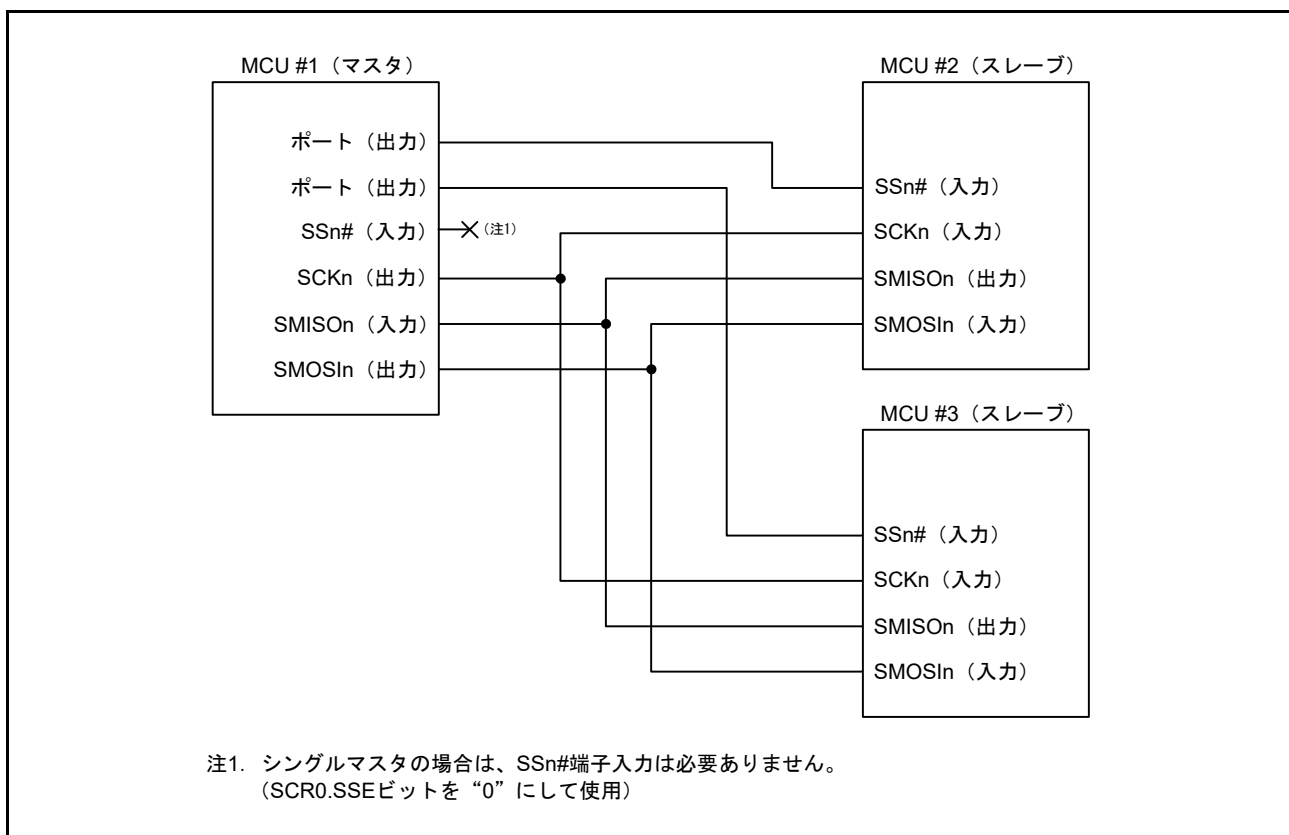 MCU #1（マスタ）
ポート（出力）
ポート（出力）
SSn#（入力）
（注1）
SCKn（出力）
SMISOn（入力）
SMOSIn（出力）
MCU #2（スレーブ）
SSn#（入力）
SCKn（入力）
SMISOn（出力）
SMOSIn（入力）
MCU #3（スレーブ）
SSn#（入力）
SCKn（入力）
SMISOn（出力）
SMOSIn（入力）
注1. シングルマスタの場合は、SSn#端子入力は必要ありません。
（SCR0.SSEビットを“0”にして使用）